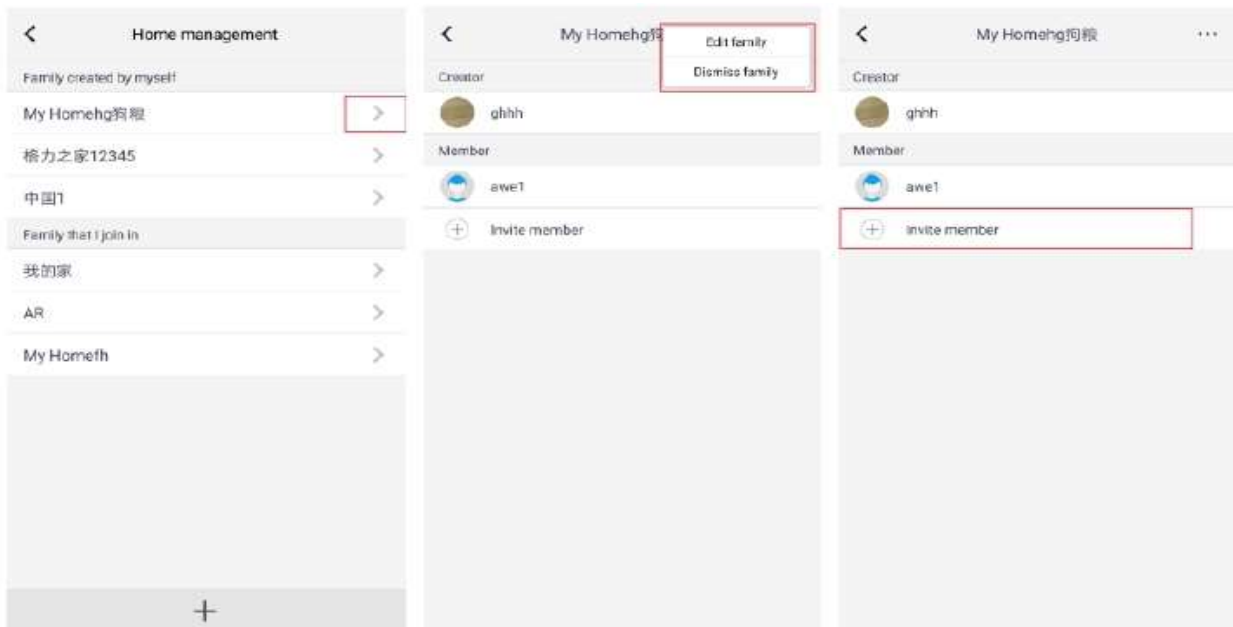 Home management
Family created by myself
My Homehg狗粮
格力之家12345
中国1
Family that I join in
我的家
AR
My Homefh
My Homehg狗
Edit family
Dismiss family
Creator
ghhh
Member
awe1
Invite member
My Homehg狗粮
Creator
ghhh
Member
awe1
Invite member